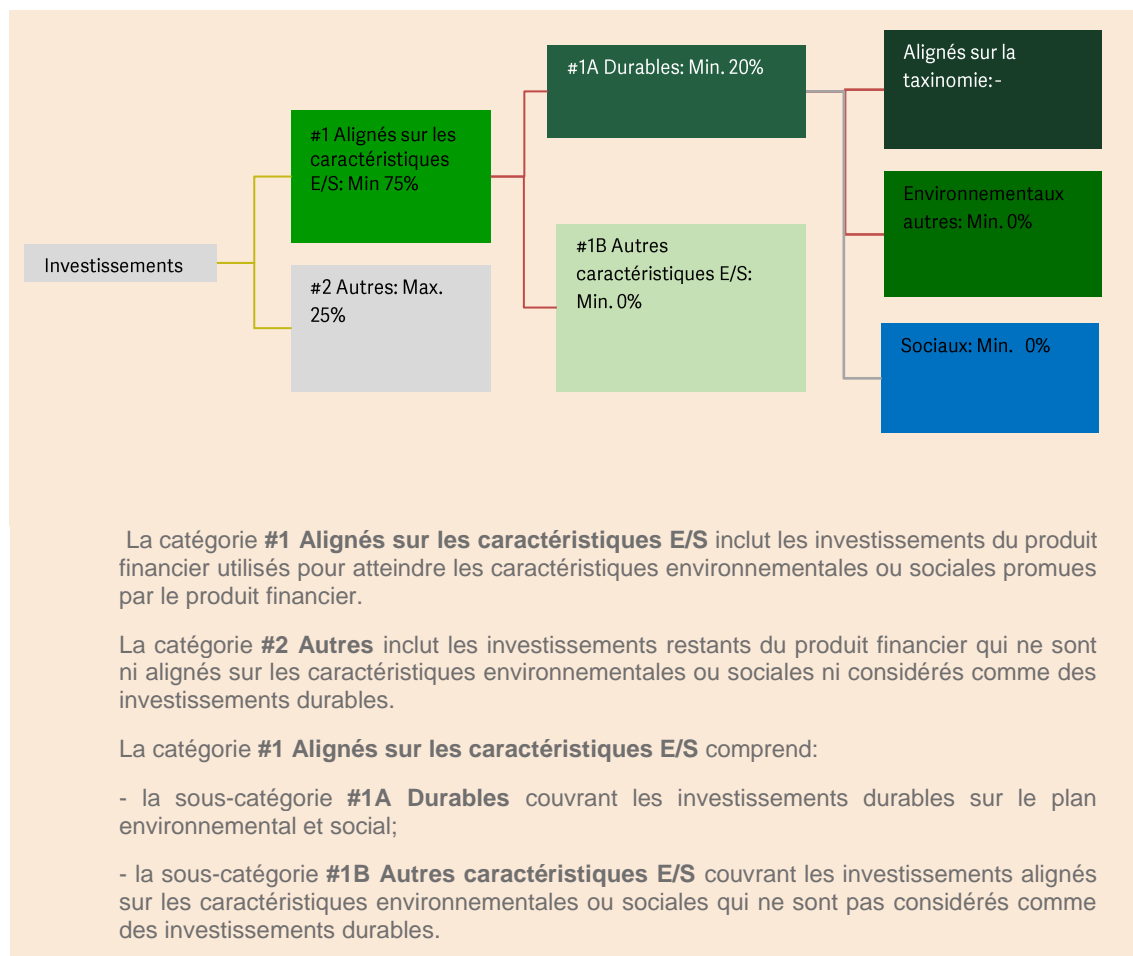 Investissements
#1 Alignés sur les
caractéristiques
E/S: Min 75%
#2 Autres: Max.
25%
#1A Durables: Min. 20%
#1B Autres
caractéristiques E/S:
Min. 0%
Alignés sur la
taxinomie:-
Environnementaux
autres: Min. 0%
Sociaux: Min. 0%
La catégorie #1 Alignés sur les caractéristiques E/S inclut les investissements du produit
financier utilisés pour atteindre les caractéristiques environnementales ou sociales promues
par le produit financier.
La catégorie #2 Autres inclut les investissements restants du produit financier qui ne sont
ni alignés sur les caractéristiques environnementales ou sociales ni considérés comme des
investissements durables.
La catégorie #1 Alignés sur les caractéristiques E/S comprend:
- la sous-catégorie #1A Durables couvrant les investissements durables sur le plan
environnemental et social;
- la sous-catégorie #1B Autres caractéristiques E/S couvrant les investissements alignés
sur les caractéristiques environnementales ou sociales qui ne sont pas considérés comme
des investissements durables.